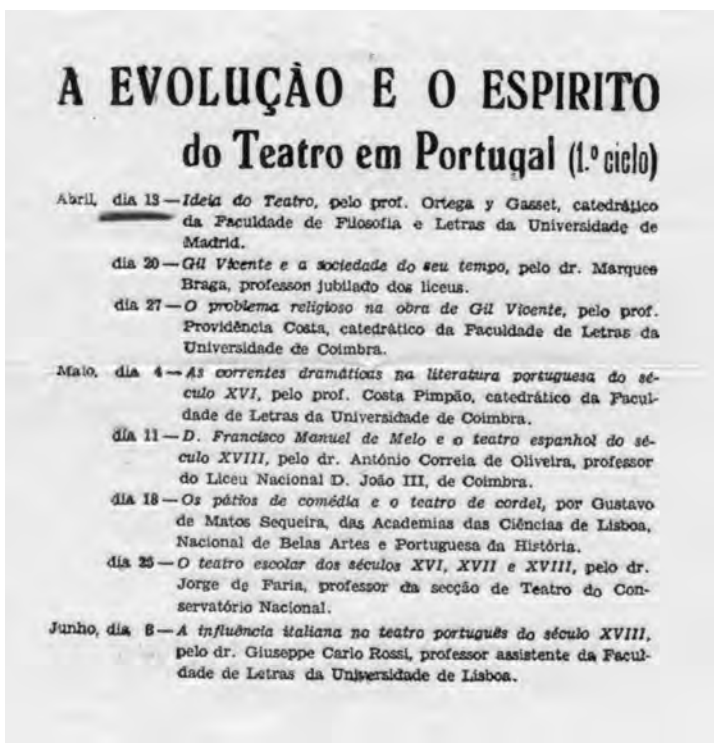 A EVOLUÇÃO E O ESPIRITO
do Teatro em Portugal (1.º ciclo)
Abril, dia 13 — Ideia do Teatro, pelo prof. Ortega y Gasset, catedrático
da Faculdade de Filosofia e Letras da Universidade de
Madrid.
dia 20 — Gil Vicente e a sociedade do seu tempo, pelo dr. Marques
Braga, professor jubilado dos liceus.
dia 27 — O problema religioso na obra de Gil Vicente, pelo prof.
Providência Costa, catedrático da Faculdade de Letras da
Universidade de Coimbra.
Maio, dia 4 — As correntes dramáticas na literatura portuguesa do sé-
culo XVI, pelo prof. Costa Pimpão, catedrático da Facul-
dade de Letras da Universidade de Coimbra.
dia 11 — D. Francisco Manuel de Melo e o teatro espanhol do sé-
culo XVIII, pelo dr. António Correia de Oliveira, professor
do Liceu Nacional D. João III, de Coimbra.
dia 18 — Os pátios de comédia e o teatro de cordel, por Gustavo
de Matos Sequeira, das Academias das Ciências de Lisboa,
Nacional de Belas Artes e Portuguesa da História.
dia 25 — O teatro escolar dos séculos XVI, XVII e XVIII, pelo dr.
Jorge de Faria, professor da secção de Teatro do Con-
servatório Nacional.
Junho, dia 8 — A influência italiana no teatro português do século XVIII,
pelo dr. Giuseppe Carlo Rossi, professor assistente da Facul-
dade de Letras da Universidade de Lisboa.